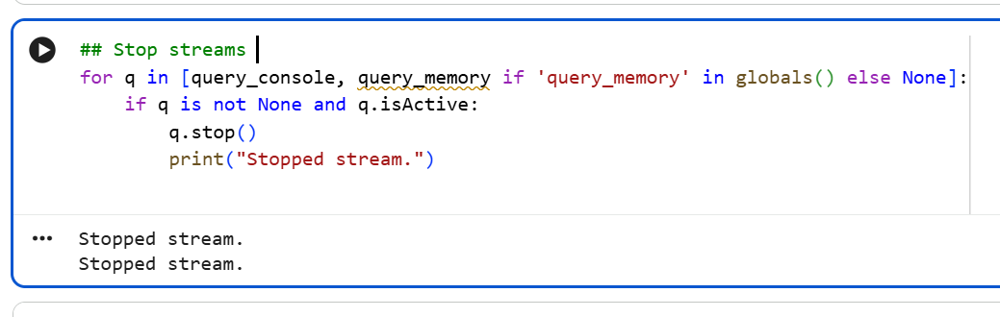 ## Stop streams
for q in [query_console, query_memory if 'query_memory' in globals() else None]:
    if q is not None and q.isActive:
        q.stop()
        print("Stopped stream.")
Stopped stream.
Stopped stream.